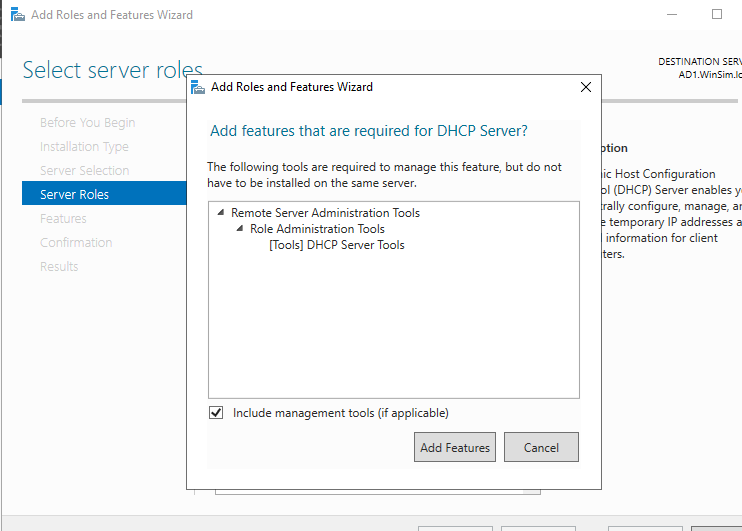 Add Roles and Features Wizard
Select server roles
DESTINATION SERV
AD1.WinSim.lo
Before You Begin
Installation Type
Server Selection
Server Roles
Features
Confirmation
Results
Add Roles and Features Wizard
Add features that are required for DHCP Server?
The following tools are required to manage this feature, but do not
have to be installed on the same server.
Remote Server Administration Tools
Role Administration Tools
[Tools] DHCP Server Tools
Include management tools (if applicable)
Add Features
Cancel
ption
ic Host Configuration
ol (DHCP) Server enables y
rally configure, manage, an
e temporary IP addresses a
information for client
ters.